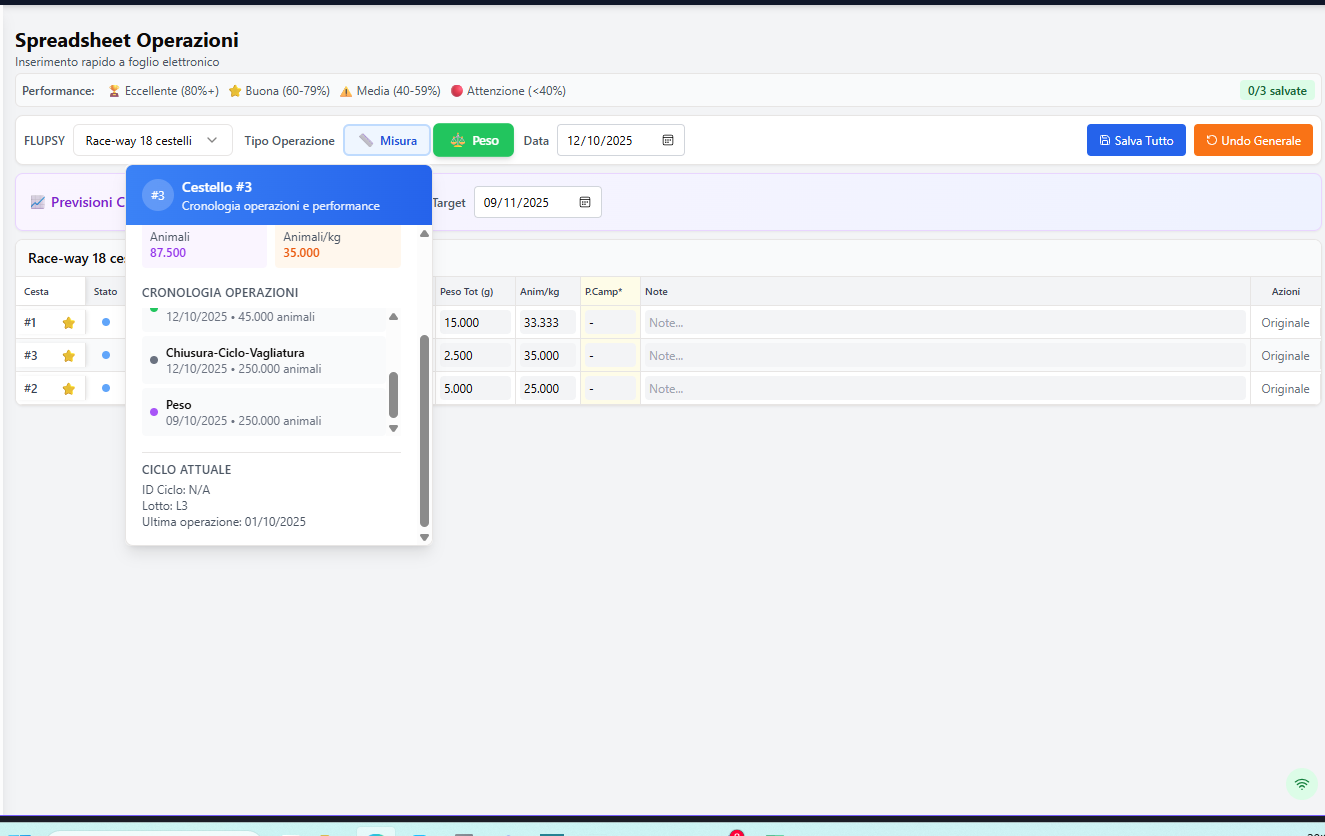 Spreadsheet Operazioni
Inserimento rapido a foglio elettronico
Performance: Eccellente (80%+) Buona (60-79%) Media (40-59%) Attenzione (<40%) 0/3 salvate
FLUPSY Race-way 18 cestelli Tipo Operazione Misura Peso Data 12/10/2025 Salva Tutto Undo Generale
Previsioni C Target 09/11/2025
#3
Cestello #3
Cronologia operazioni e performance
Animali
87.500
Animali/kg
35.000
CRONOLOGIA OPERAZIONI
12/10/2025 • 45.000 animali
Chiusura-Ciclo-Vagliatura
12/10/2025 • 250.000 animali
Peso
09/10/2025 • 250.000 animali
CICLO ATTUALE
ID Ciclo: N/A
Lotto: L3
Ultima operazione: 01/10/2025
Race-way 18 ce
Cesta Stato Peso Tot (g) Anim/kg P.Camp* Note Azioni
#1 15.000 33.333 - Note... Originale
#3 2.500 35.000 - Note... Originale
#2 5.000 25.000 - Note... Originale